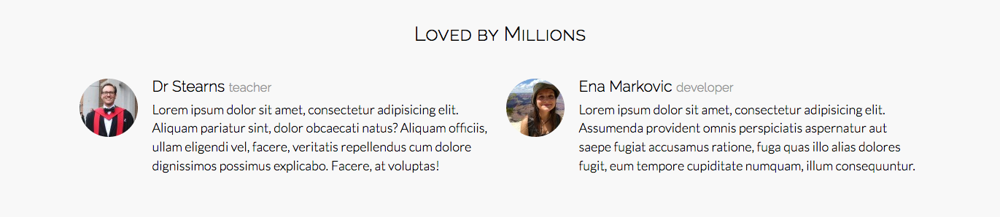 Loved by Millions
Dr Stearns teacher
Lorem ipsum dolor sit amet, consectetur adipisicing elit.
Aliquam pariatur sint, dolor obcaecati natus? Aliquam officiis,
ullam eligendi vel, facere, veritatis repellendus cum dolore
dignissimos possimus explicabo. Facere, at voluptas!
Ena Markovic developer
Lorem ipsum dolor sit amet, consectetur adipisicing elit.
Assumenda provident omnis perspiciatis aspernatur aut
saepe fugiat accusamus ratione, fuga quas illo alias dolores
fugit, eum tempore cupiditate numquam, illum consequuntur.